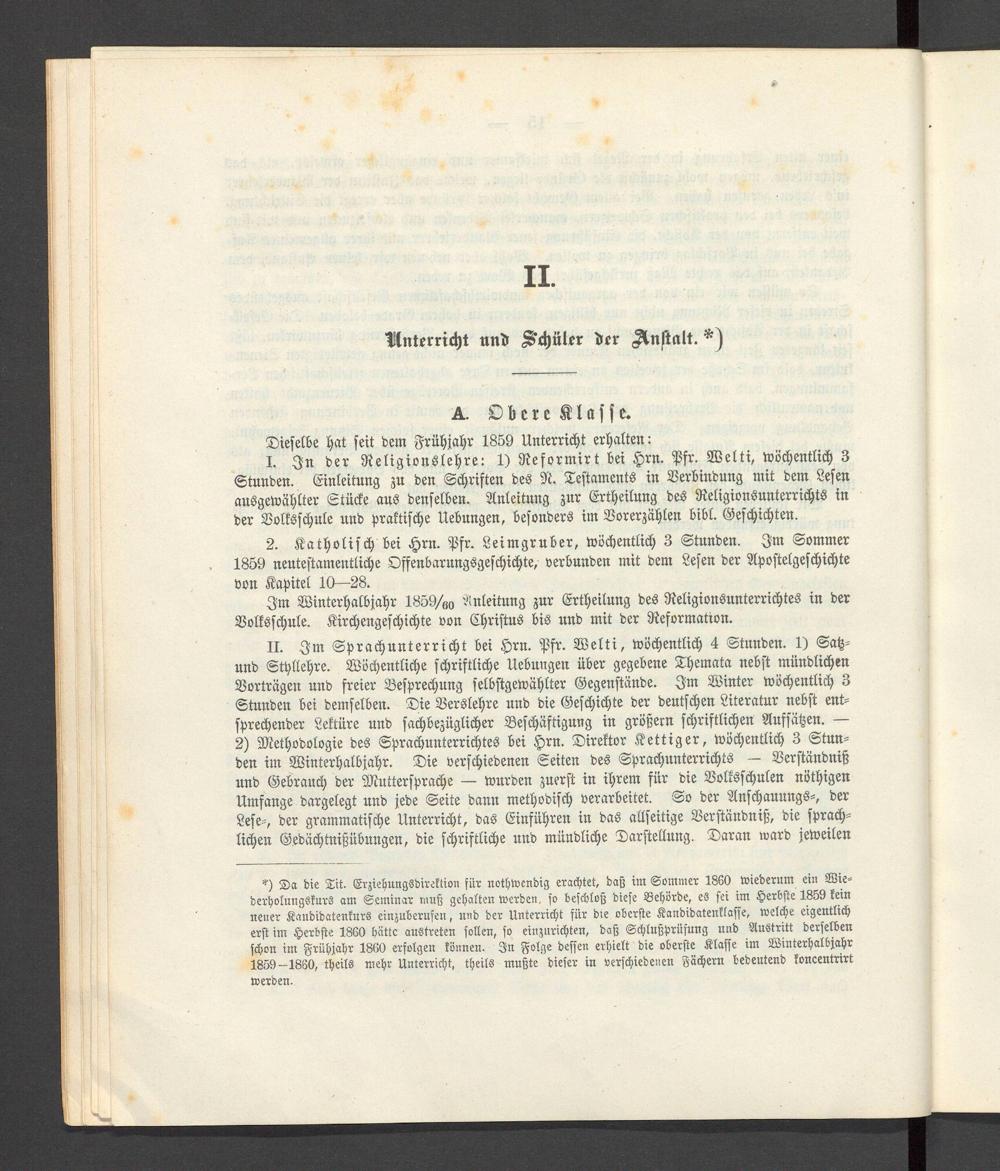 II.
Unterricht und Schüler der Anstalt. *)
A. Obere Klasse.
Dieselbe hat seit dem Frühjahr 1859 Unterricht erhalten:
I. In der Religionslehre: 1) Reformirt bei Hrn. Pfr. Welti, wöchentlich 3
Stunden. Einleitung zu den Schriften des N. Testaments in Verbindung mit dem Lesen
ausgewählter Stücke aus denselben. Anleitung zur Ertheilung des Religionsunterrichts in
der Volksschule und praktische Uebungen, besonders im Vorerzählen bibl. Geschichten.
2. Katholisch bei Hrn. Pfr. Leimgruber, wöchentlich 3 Stunden. Im Sommer
1859 neutestamentliche Offenbarungsgeschichte, verbunden mit dem Lesen der Apostelgeschichte
von Kapitel 10—28.
Im Winterhalbjahr 1859/60 Anleitung zur Ertheilung des Religionsunterrichtes in der
Volksschule. Kirchengeschichte von Christus bis und mit der Reformation.
II. Im Sprachunterricht bei Hrn. Pfr. Welti, wöchentlich 4 Stunden. 1) Satz-
und Styllehre. Wöchentliche schriftliche Uebungen über gegebene Themata nebst mündlichen
Vorträgen und freier Besprechung selbstgewählter Gegenstände. Im Winter wöchentlich 3
Stunden bei demselben. Die Verslehre und die Geschichte der deutschen Literatur nebst ent-
sprechender Lektüre und sachbezüglicher Beschäftigung in größern schriftlichen Aufsätzen. —
2) Methodologie des Sprachunterrichtes bei Hrn. Direktor Kettiger, wöchentlich 3 Stun-
den im Winterhalbjahr. Die verschiedenen Seiten des Sprachunterrichts — Verständniß
und Gebrauch der Muttersprache — wurden zuerst in ihrem für die Volksschulen nöthigen
Umfange dargelegt und jede Seite dann methodisch verarbeitet. So der Anschauungs-, der
Lese-, der grammatische Unterricht, das Einführen in das allseitige Verständniß, die sprach-
lichen Gedächtnißübungen, die schriftliche und mündliche Darstellung. Daran ward jeweilen
*) Da die Tit. Erziehungsdirektion für nothwendig erachtet, daß im Sommer 1860 wiederum ein Wie-
derholungskurs am Seminar muß gehalten werden, so beschloß diese Behörde, es sei im Herbste 1859 kein
neuer Kandidatenkurs einzuberufen, und der Unterricht für die oberste Kandidatenklasse, welche eigentlich
erst im Herbste 1860 hätte austreten sollen, so einzurichten, daß Schlußprüfung und Austritt derselben
schon im Frühjahr 1860 erfolgen können. In Folge dessen erhielt die oberste Klasse im Winterhalbjahr
1859—1860, theils mehr Unterricht, theils mußte dieser in verschiedenen Fächern bedeutend koncentrirt
werden.